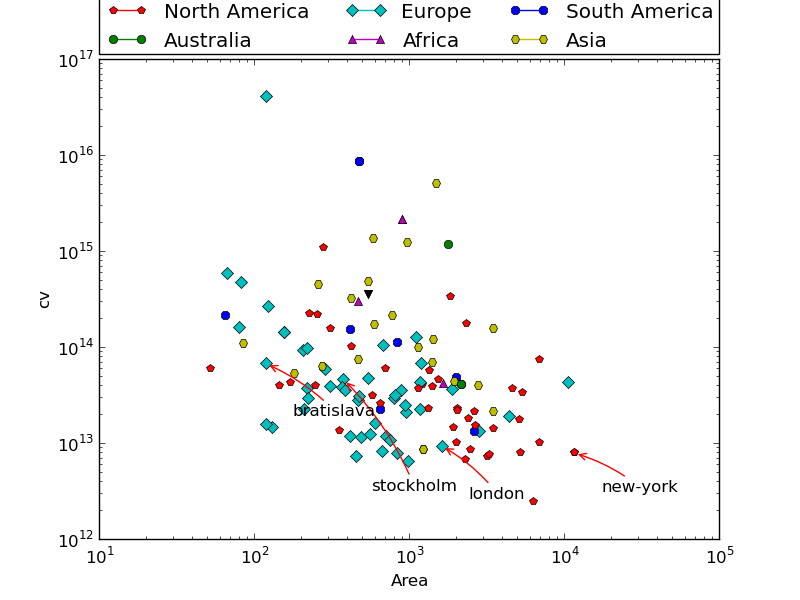 North America Europe South America
Australia Africa Asia
10^17
10^16
10^15
10^14
10^13
10^12
cv
bratislava
stockholm
london
new-york
10^1 10^2 10^3 10^4 10^5
Area